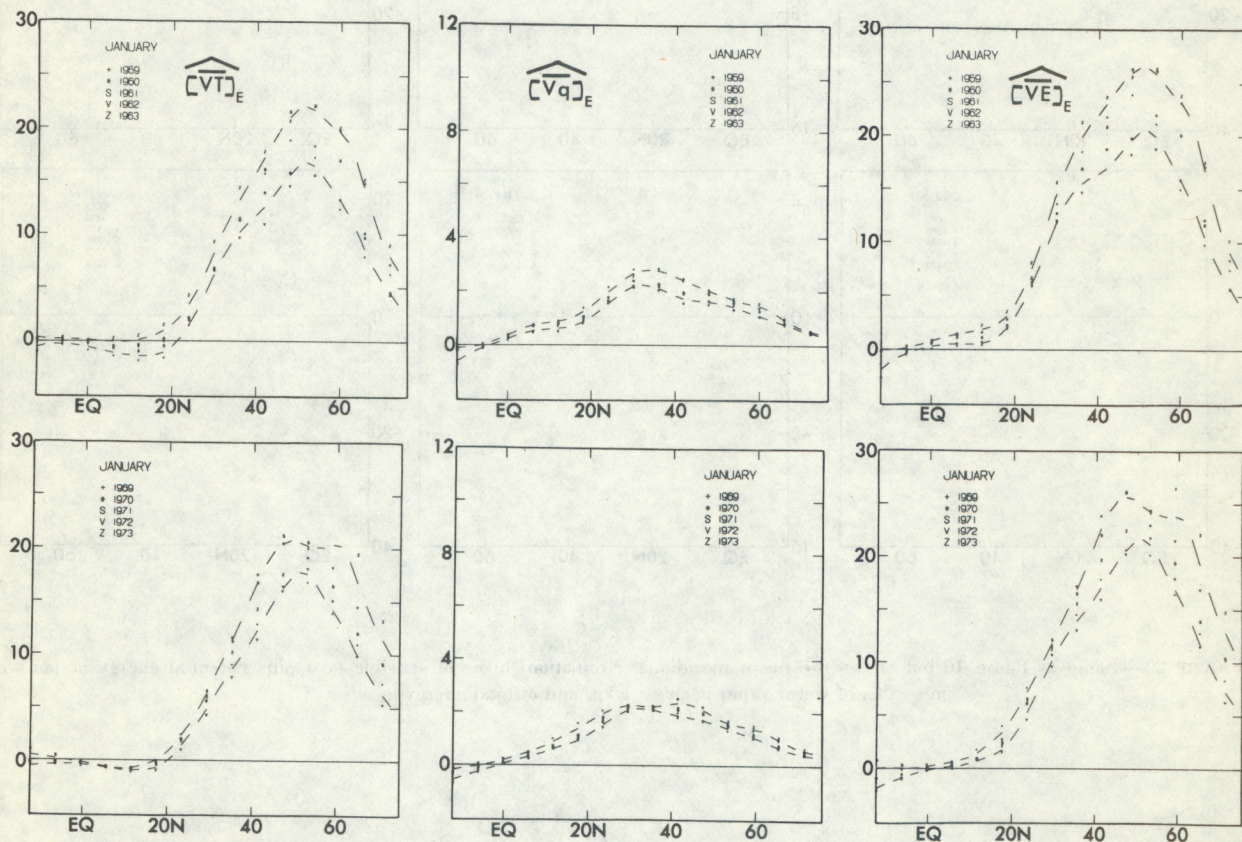 30
20
10
0
EQ 20N 40 60
JANUARY
+ 1959
* 1960
S 1961
V 1962
Z 1963
[VT]E
12
8
4
0
EQ 20N 40 60
[Vq]E
JANUARY
+ 1959
* 1960
S 1961
V 1962
Z 1963
30
20
10
0
EQ 20N 40 60
JANUARY
+ 1959
* 1960
S 1961
V 1962
Z 1963
[VE]E
30
20
10
0
EQ 20N 40 60
JANUARY
+ 1969
* 1970
S 1971
V 1972
Z 1973
12
8
4
0
EQ 20N 40 60
JANUARY
+ 1969
* 1970
S 1971
V 1972
Z 1973
30
20
10
0
EQ 20N 40 60
JANUARY
+ 1969
* 1970
S 1971
V 1972
Z 1973